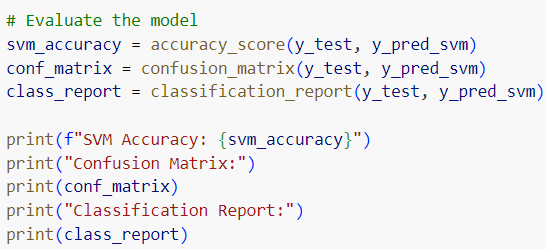 # Evaluate the model
svm_accuracy = accuracy_score(y_test, y_pred_svm)
conf_matrix = confusion_matrix(y_test, y_pred_svm)
class_report = classification_report(y_test, y_pred_svm)

print(f"SVM Accuracy: {svm_accuracy}")
print("Confusion Matrix:")
print(conf_matrix)
print("Classification Report:")
print(class_report)